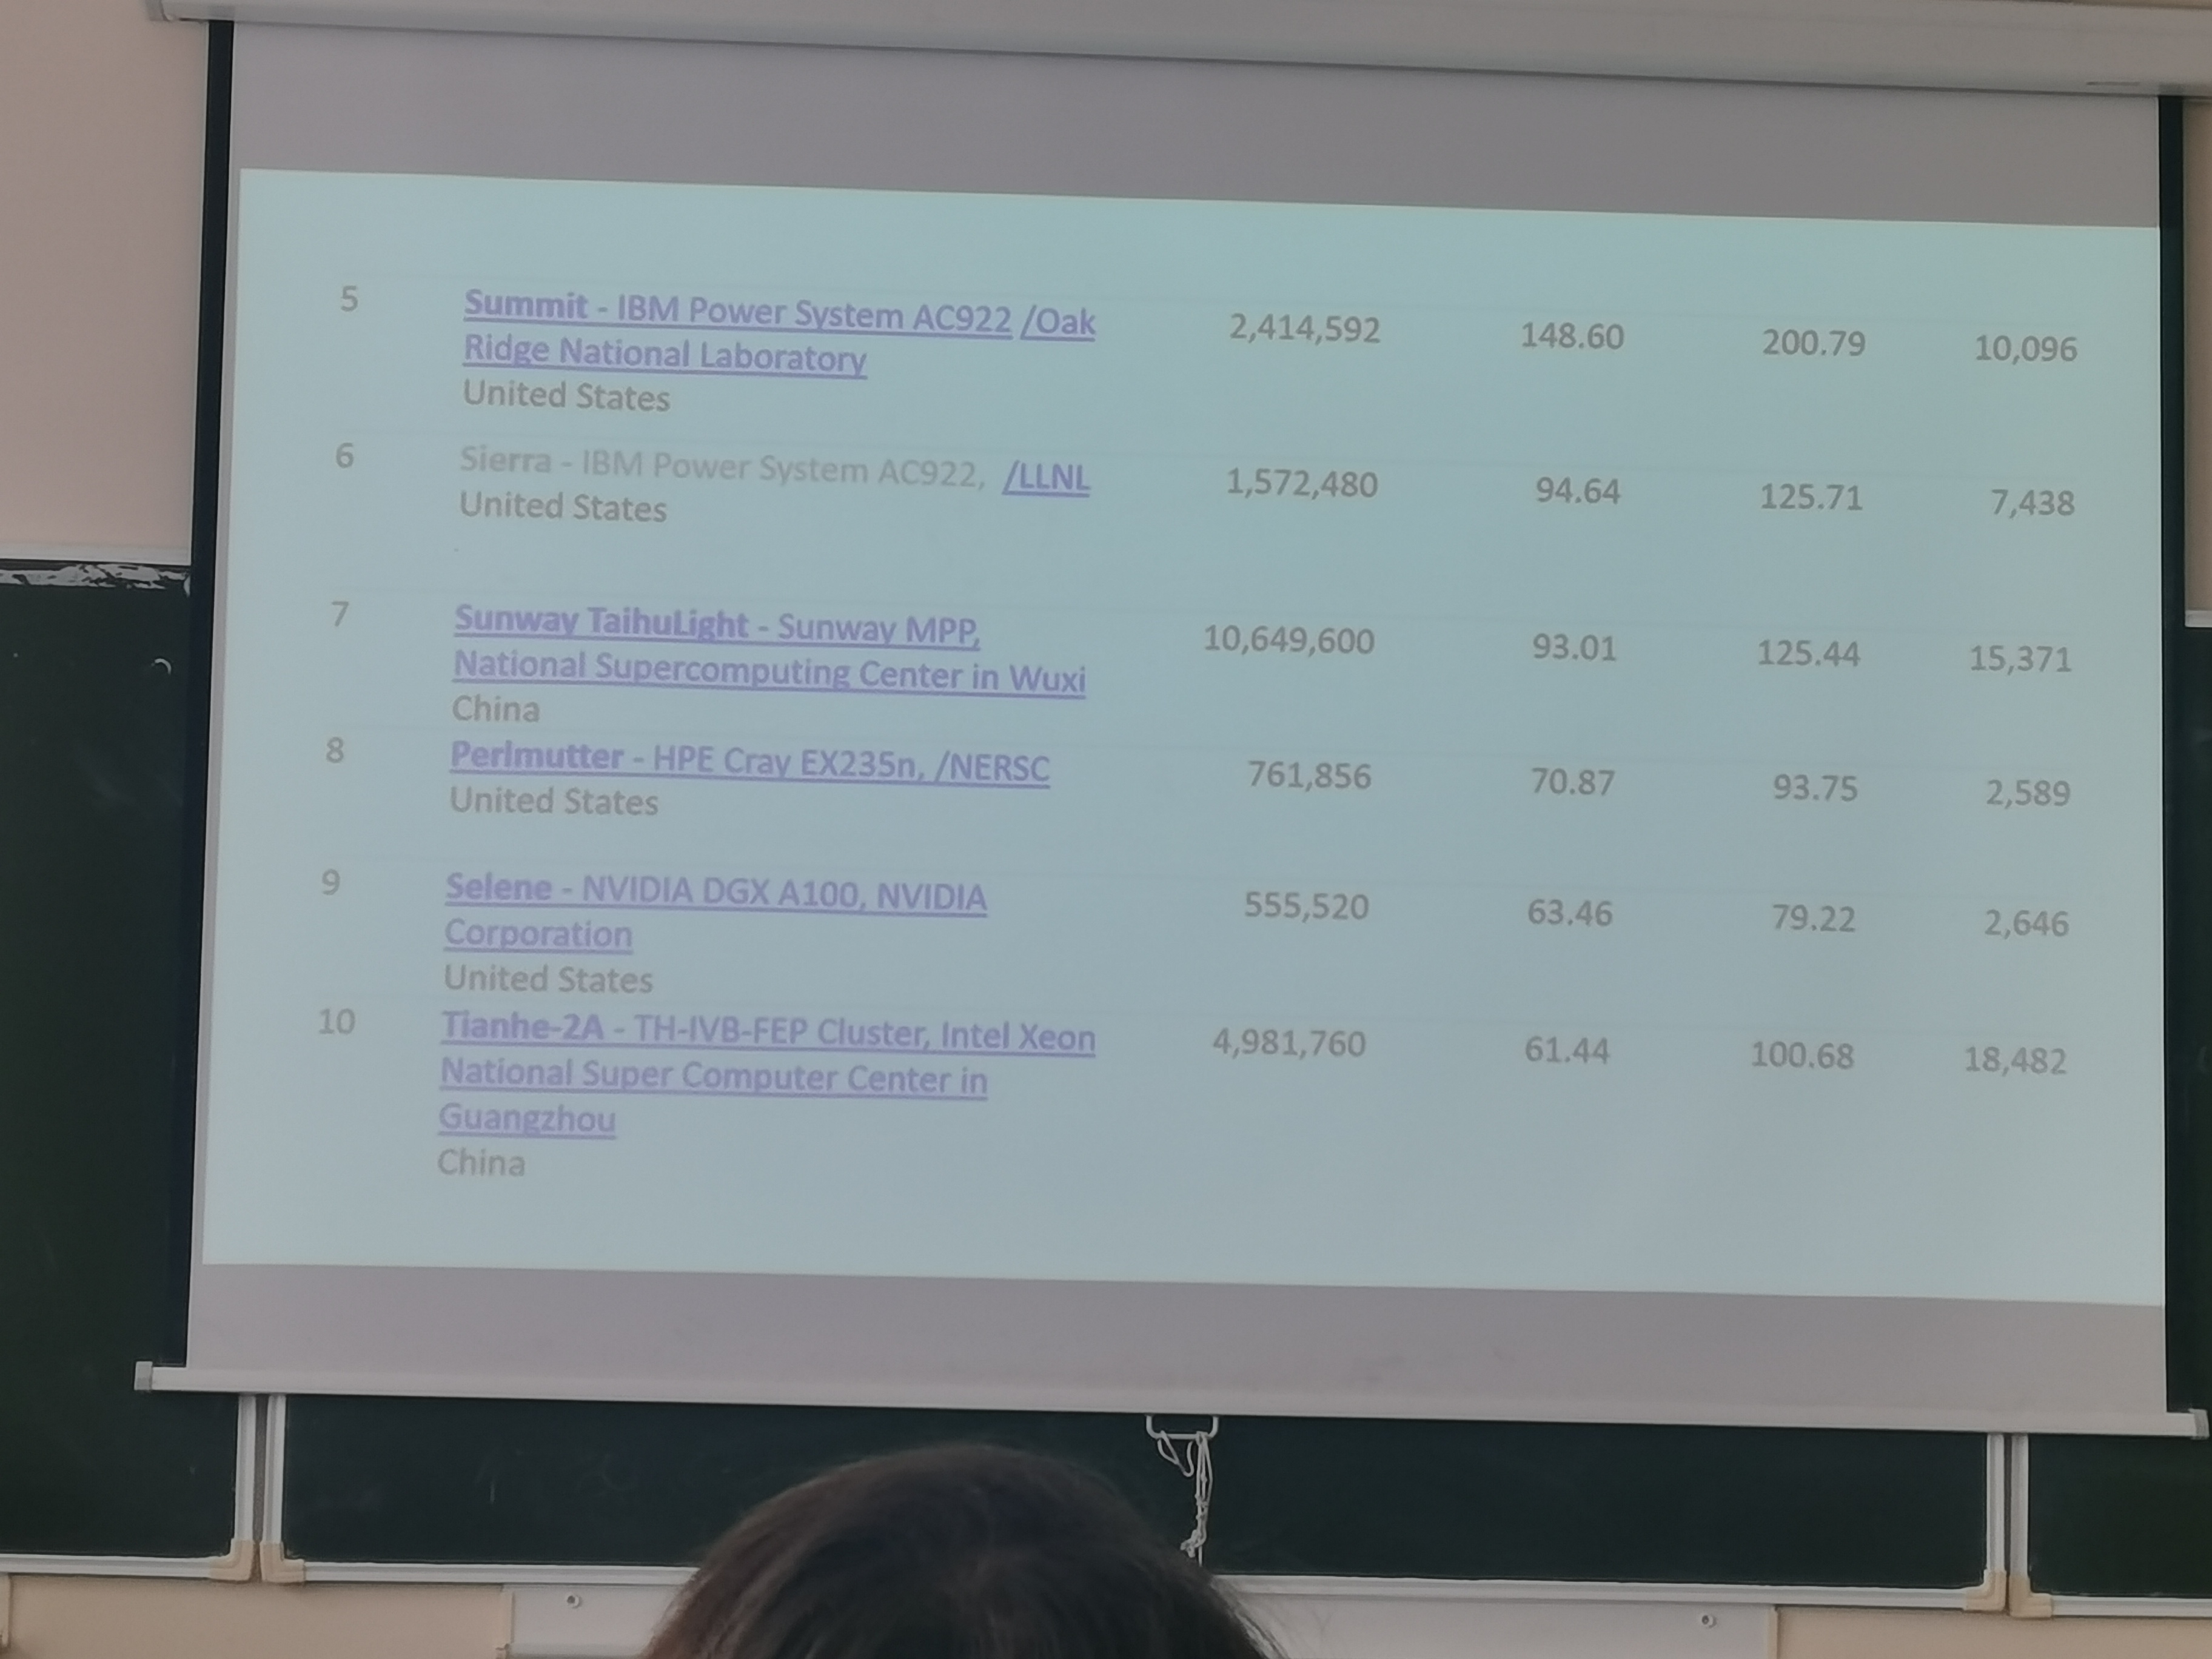 5 Summit - IBM Power System AC922 /Oak 2,414,592 148.60 200.79 10,096
Ridge National Laboratory
United States
6 Sierra - IBM Power System AC922, /LLNL 1,572,480 94.64 125.71 7,438
United States
7 Sunway TaihuLight - Sunway MPP, 10,649,600 93.01 125.44 15,371
National Supercomputing Center in Wuxi
China
8 Perlmutter - HPE Cray EX235n, /NERSC 761,856 70.87 93.75 2,589
United States
9 Selene - NVIDIA DGX A100, NVIDIA 555,520 63.46 79.22 2,646
Corporation
United States
10 Tianhe-2A - TH-IVB-FEP Cluster, Intel Xeon 4,981,760 61.44 100.68 18,482
National Super Computer Center in
Guangzhou
China